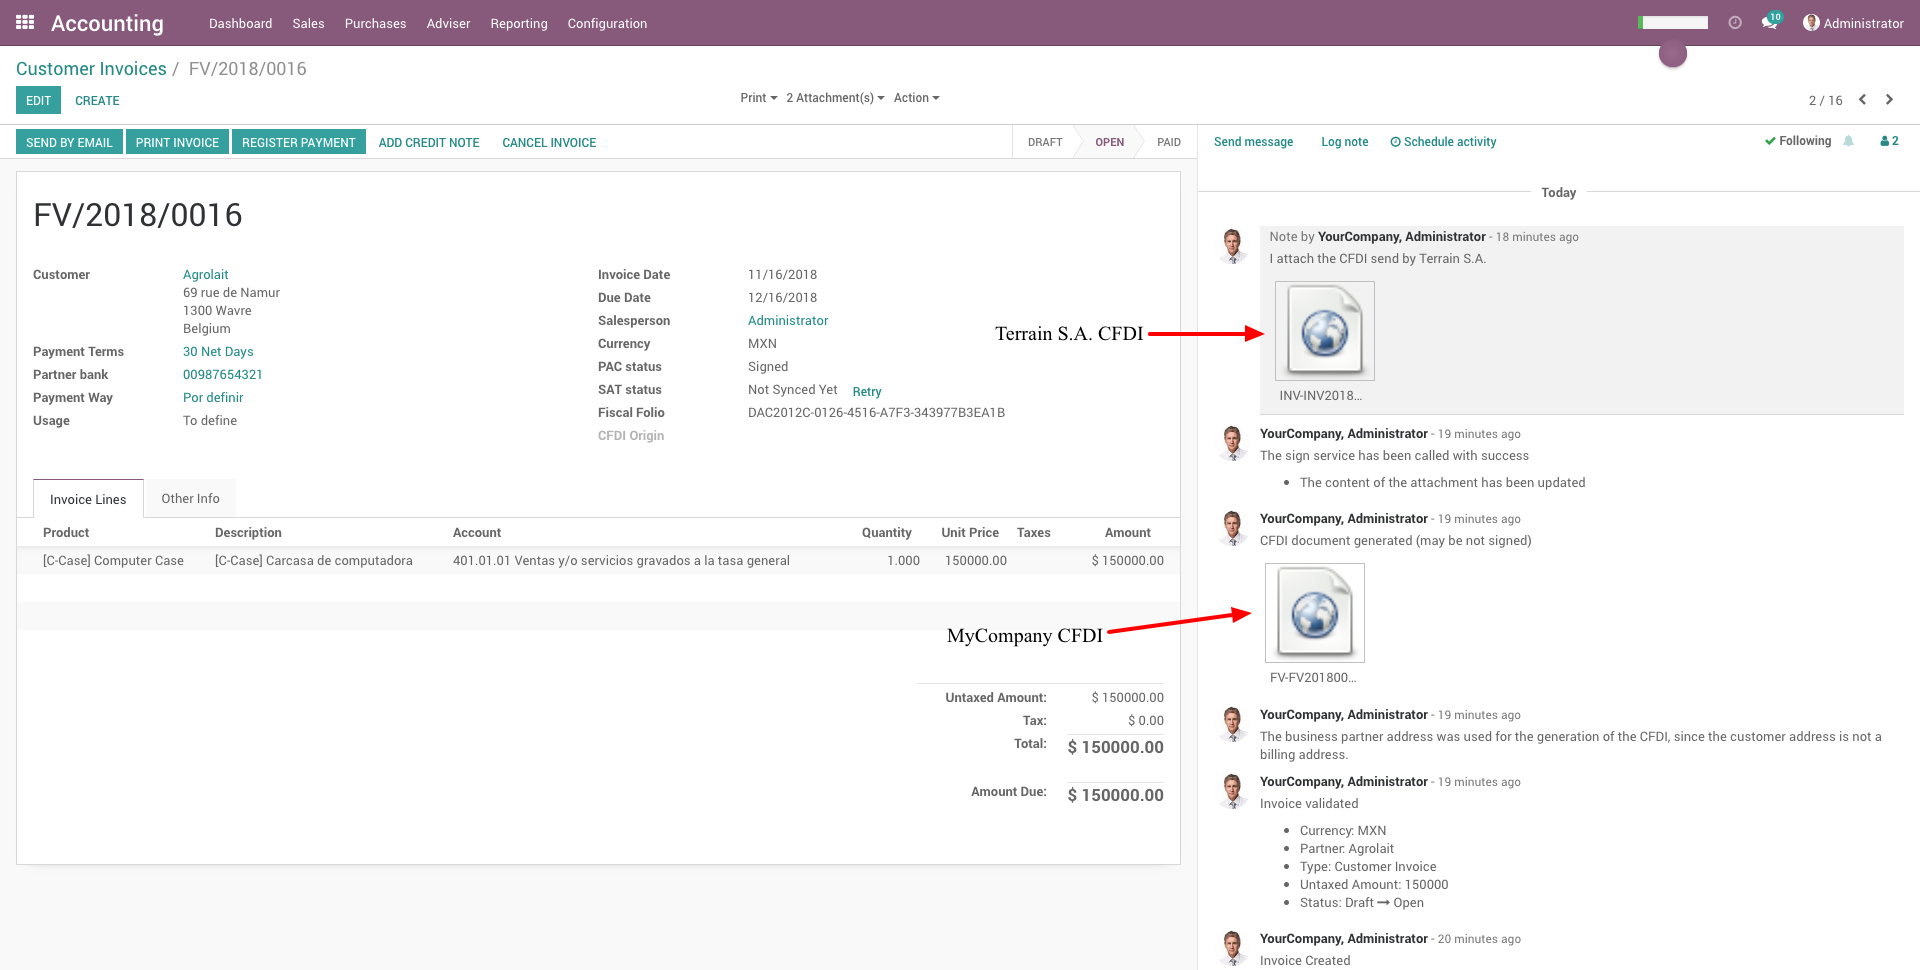 Accounting
Dashboard Sales Purchases Adviser Reporting Configuration
10
Administrator
Customer Invoices / FV/2018/0016
EDIT CREATE
Print 2 Attachment(s) Action
2 / 16
SEND BY EMAIL PRINT INVOICE REGISTER PAYMENT ADD CREDIT NOTE CANCEL INVOICE
DRAFT OPEN PAID
FV/2018/0016
Customer Agrolait
69 rue de Namur
1300 Wavre
Belgium
Payment Terms 30 Net Days
Partner bank 00987654321
Payment Way Por definir
Usage To define
Invoice Date 11/16/2018
Due Date 12/16/2018
Salesperson Administrator
Currency MXN
PAC status Signed
SAT status Not Synced Yet Retry
Fiscal Folio DAC2012C-0126-4516-A7F3-343977B3EA1B
CFDI Origin
Invoice Lines Other Info
Product Description Account Quantity Unit Price Taxes Amount
[C-Case] Computer Case [C-Case] Carcasa de computadora 401.01.01 Ventas y/o servicios gravados a la tasa general 1.000 150000.00 $ 150000.00
Untaxed Amount: $ 150000.00
Tax: $ 0.00
Total: $ 150000.00
Amount Due: $ 150000.00
Terrain S.A. CFDI
MyCompany CFDI
Send message Log note Schedule activity
Following 2
Today
Note by YourCompany, Administrator - 18 minutes ago
I attach the CFDI send by Terrain S.A.
INV-INV2018...
YourCompany, Administrator - 19 minutes ago
The sign service has been called with success
• The content of the attachment has been updated
YourCompany, Administrator - 19 minutes ago
CFDI document generated (may be not signed)
FV-FV201800...
YourCompany, Administrator - 19 minutes ago
The business partner address was used for the generation of the CFDI, since the customer address is not a
billing address.
YourCompany, Administrator - 19 minutes ago
Invoice validated
• Currency: MXN
• Partner: Agrolait
• Type: Customer Invoice
• Untaxed Amount: 150000
• Status: Draft → Open
YourCompany, Administrator - 20 minutes ago
Invoice Created